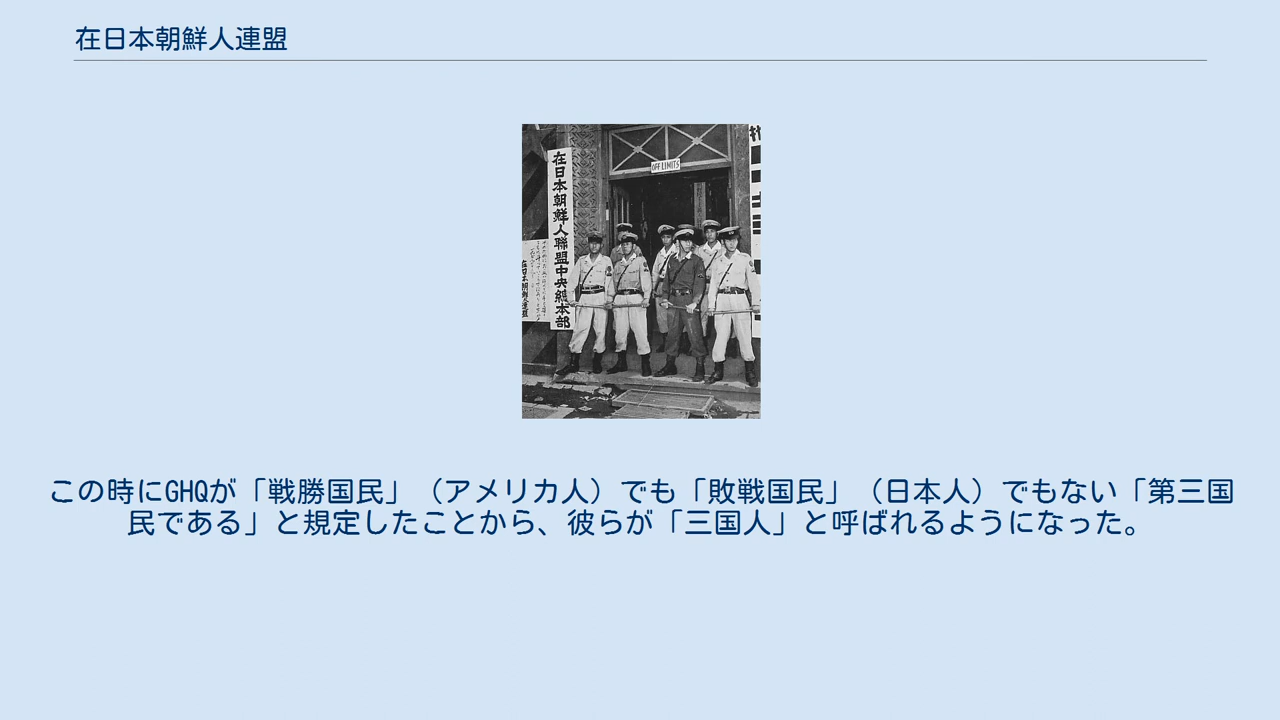 在日本朝鮮人連盟
OFF LIMITS
在日本朝鮮人聯盟中央総本部
この時にGHQが「戦勝国民」（アメリカ人）でも「敗戦国民」（日本人）でもない「第三国
民である」と規定したことから、彼らが「三国人」と呼ばれるようになった。